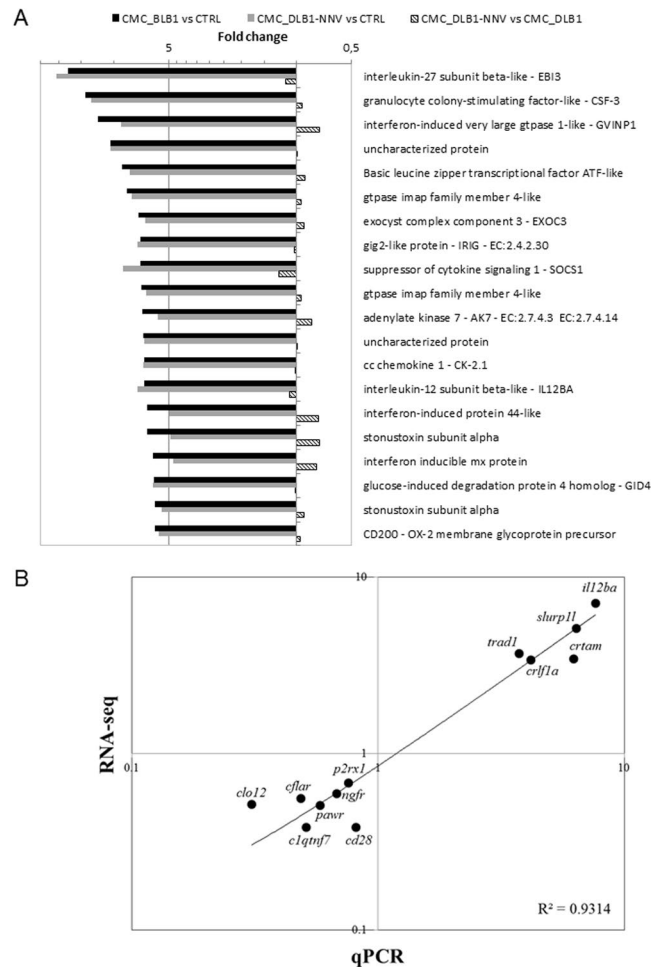 A
CMC_BLB1 vs CTRL CMC_DLB1-NNV vs CTRL CMC_DLB1-NNV vs CMC_DLB1
Fold change
5 0,5
interleukin-27 subunit beta-like - EBI3
granulocyte colony-stimulating factor-like - CSF-3
interferon-induced very large gtpase 1-like - GVINP1
uncharacterized protein
Basic leucine zipper transcriptional factor ATF-like
gtpase imap family member 4-like
exocyst complex component 3 - EXOC3
gig2-like protein - IRIG - EC:2.4.2.30
suppressor of cytokine signaling 1 - SOCS1
gtpase imap family member 4-like
adenylate kinase 7 - AK7 - EC:2.7.4.3 EC:2.7.4.14
uncharacterized protein
cc chemokine 1 - CK-2.1
interleukin-12 subunit beta-like - IL12BA
interferon-induced protein 44-like
stonustoxin subunit alpha
interferon inducible mx protein
glucose-induced degradation protein 4 homolog - GID4
stonustoxin subunit alpha
CD200 - OX-2 membrane glycoprotein precursor
B
10
il12ba
slurp1l
trad1
crtam
crlf1a
RNA-seq
1
0.1 1 10
p2rx1
cflar
clo12
ngfr
pawr
c1qtnf7 cd28
R² = 0.9314
0.1
qPCR